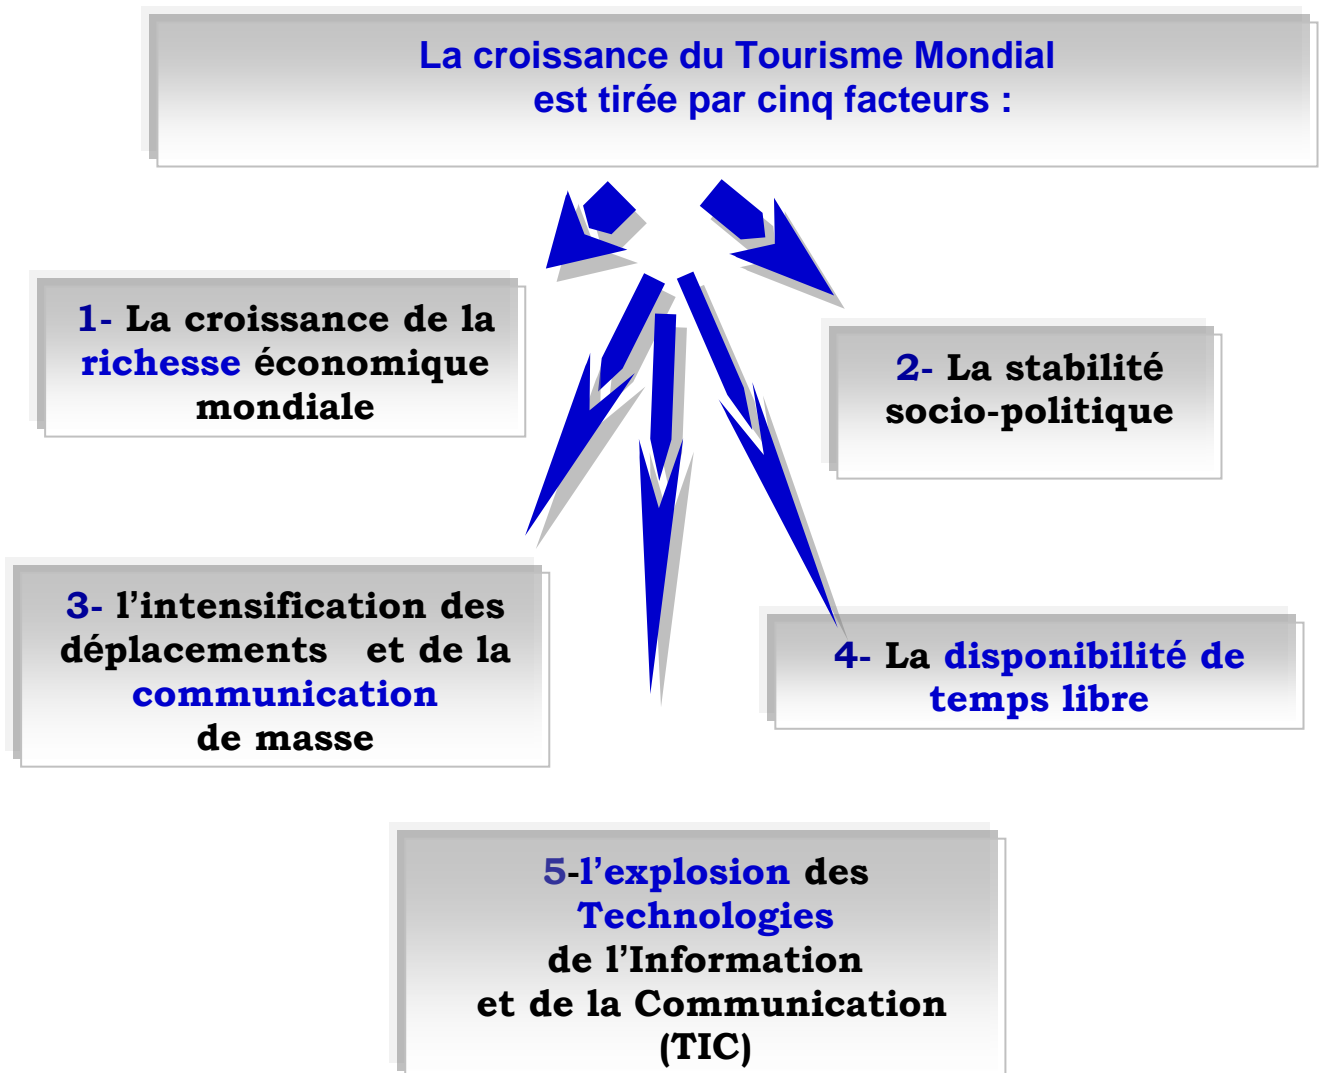 La croissance du Tourisme Mondial
est tirée par cinq facteurs :
1- La croissance de la
richesse économique
mondiale
2- La stabilité
socio-politique
3- l’intensification des
déplacements et de la
communication
de masse
4- La disponibilité de
temps libre
5-l’explosion des
Technologies
de l’Information
et de la Communication
(TIC)